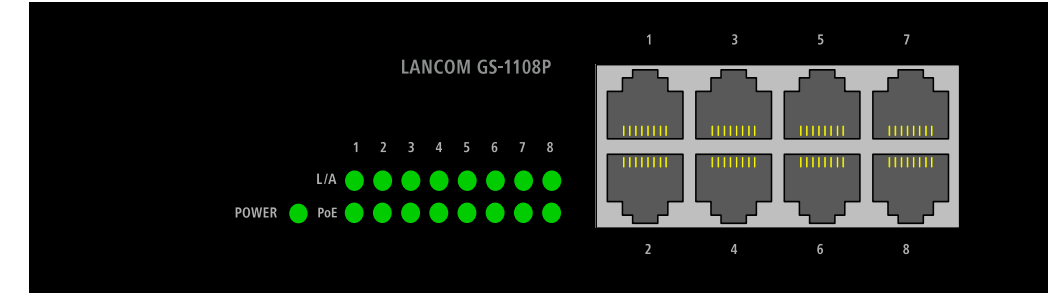 1 3 5 7
LANCOM GS-1108P
1 2 3 4 5 6 7 8
L/A
POWER PoE
2 4 6 8